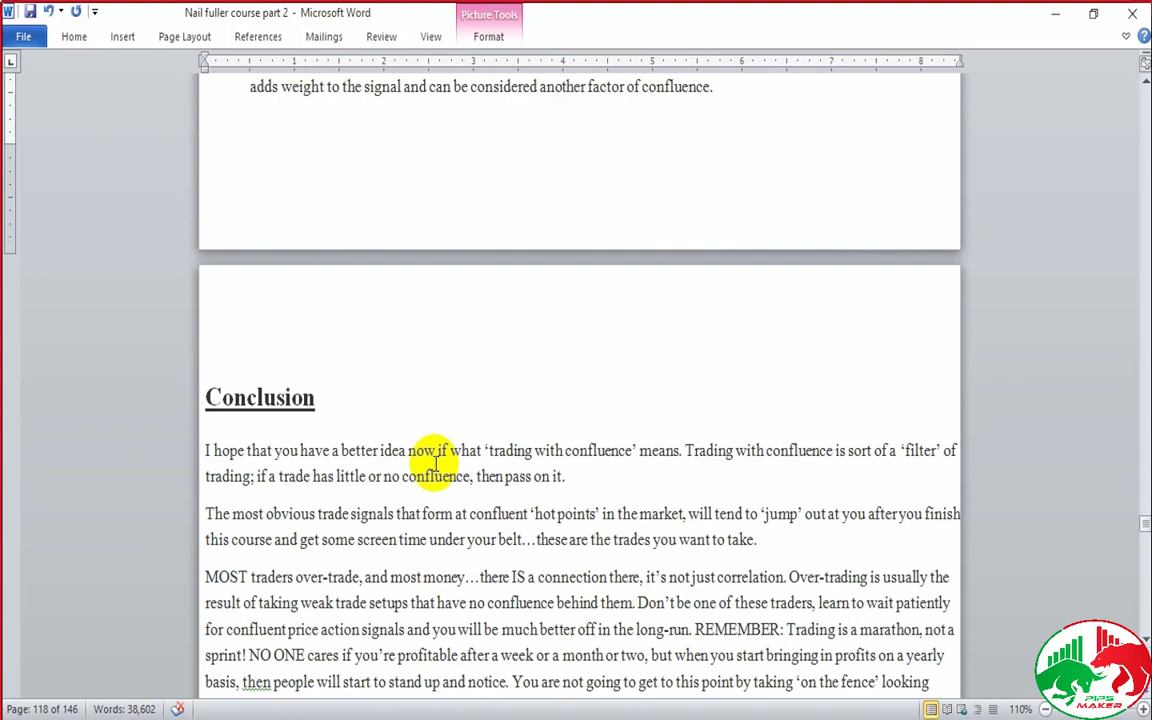 Nail fuller course part 2 - Microsoft Word
Picture Tools
File Home Insert Page Layout References Mailings Review View Format
1 2 3 4 5 6 7 8
adds weight to the signal and can be considered another factor of confluence.
Conclusion
I hope that you have a better idea now if what ‘trading with confluence’ means. Trading with confluence is sort of a ‘filter’ of
trading; if a trade has little or no confluence, then pass on it.
The most obvious trade signals that form at confluent ‘hot points’ in the market, will tend to ‘jump’ out at you after you finish
this course and get some screen time under your belt…these are the trades you want to take.
MOST traders over-trade, and most money…there IS a connection there, it’s not just correlation. Over-trading is usually the
result of taking weak trade setups that have no confluence behind them. Don’t be one of these traders, learn to wait patiently
for confluent price action signals and you will be much better off in the long-run. REMEMBER: Trading is a marathon, not a
sprint! NO ONE cares if you’re profitable after a week or a month or two, but when you start bringing in profits on a yearly
basis, then people will start to stand up and notice. You are not going to get to this point by taking ‘on the fence’ looking
PIPS
MAKER
Page: 118 of 146 Words: 38,602 110%